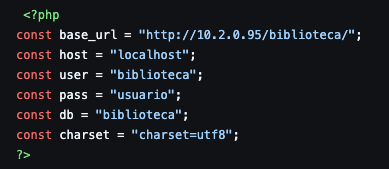 <?php
const base_url = "http://10.2.0.95/biblioteca/";
const host = "localhost";
const user = "biblioteca";
const pass = "usuario";
const db = "biblioteca";
const charset = "charset=utf8";
?>